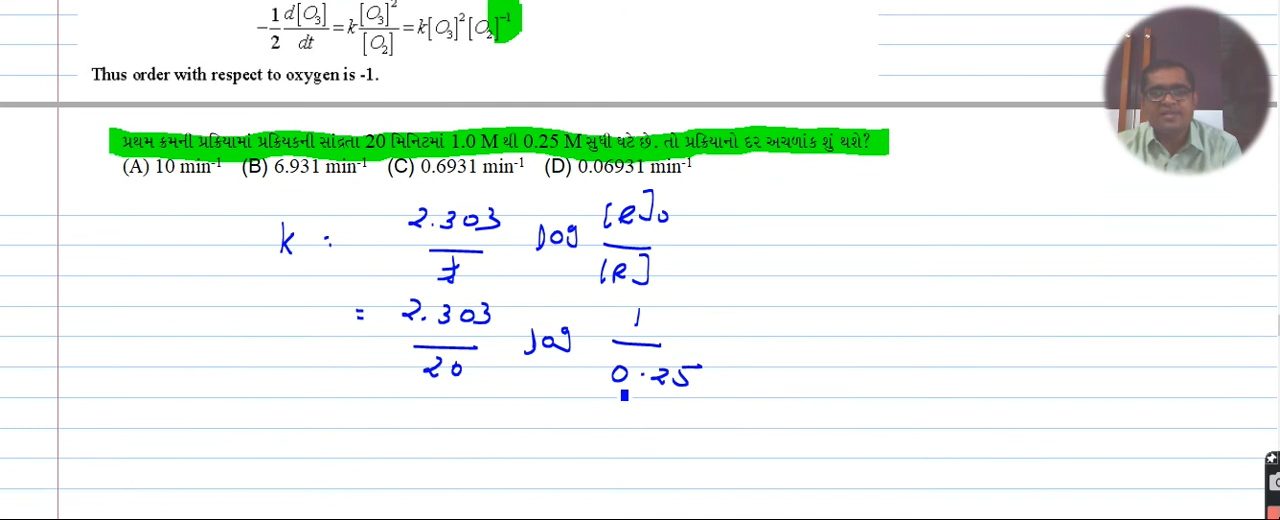 -1/2 d[O3]/dt = k [O3]²/[O2] = k[O3]²[O2]⁻¹
Thus order with respect to oxygen is -1.
પ્રથમ ક્રમની પ્રક્રિયામાં પ્રક્રિયકની સાંદ્રતા 20 મિનિટમાં 1.0 M થી 0.25 M સુધી ઘટે છે. તો પ્રક્રિયાનો દર અચળાંક શું થશે?
(A) 10 min⁻¹ (B) 6.931 min⁻¹ (C) 0.6931 min⁻¹ (D) 0.06931 min⁻¹
k : 2.303/t log [R]₀/[R]
= 2.303/20 log 1/0.25